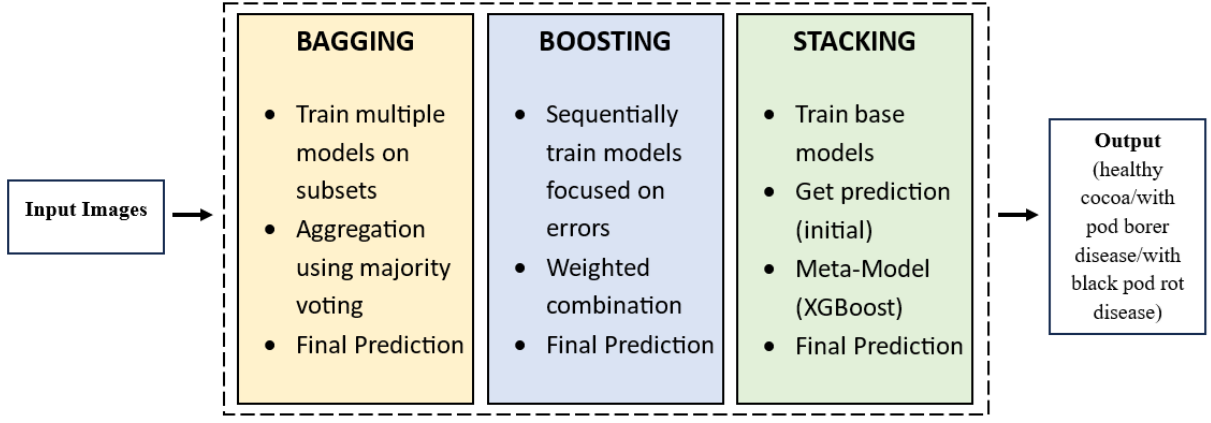 Input Images
BAGGING
• Train multiple
models on
subsets
• Aggregation
using majority
voting
• Final Prediction
BOOSTING
• Sequentially
train models
focused on
errors
• Weighted
combination
• Final Prediction
STACKING
• Train base
models
• Get prediction
(initial)
• Meta-Model
(XGBoost)
• Final Prediction
Output
(healthy
cocoa/with
pod borer
disease/with
black pod rot
disease)